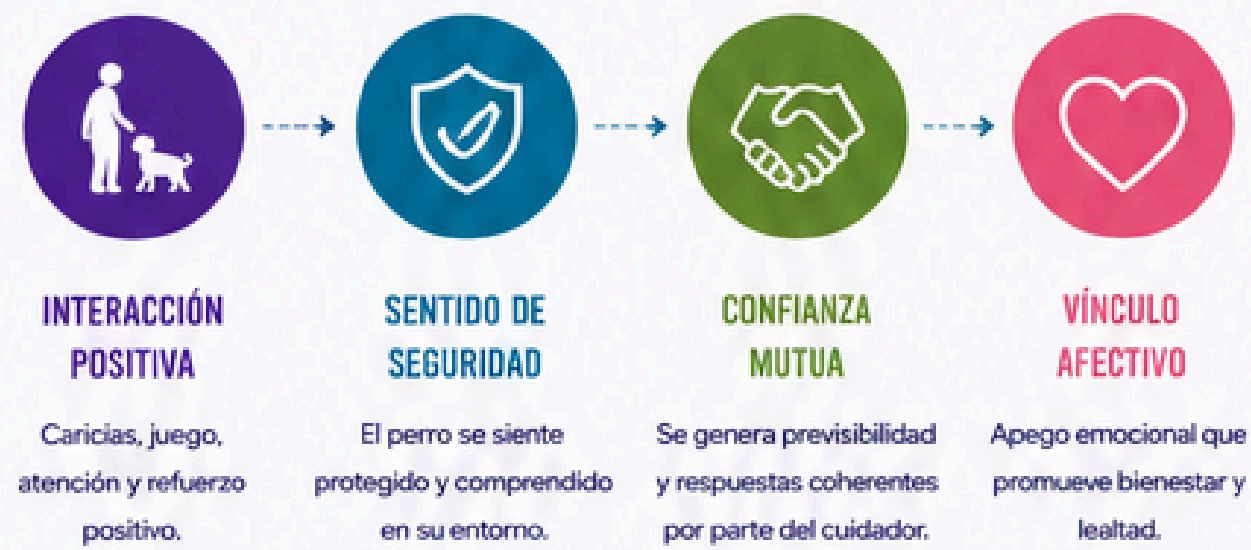 INTERACCIÓN
POSITIVA
Caricias, juego,
atención y refuerzo
positivo.
SENTIDO DE
SEGURIDAD
El perro se siente
protegido y comprendido
en su entorno.
CONFIANZA
MUTUA
Se genera previsibilidad
y respuestas coherentes
por parte del cuidador.
VÍNCULO
AFECTIVO
Apego emocional que
promueve bienestar y
lealtad.